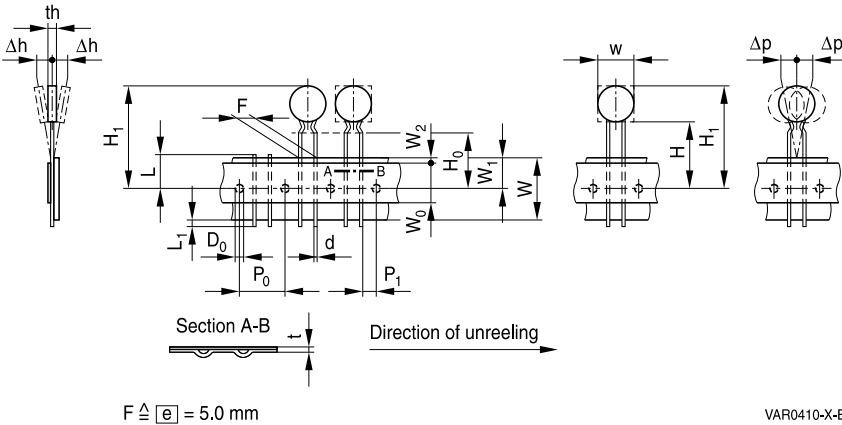 th
Δh Δh
w
Δp Δp
H1
F
L
W2
H0
W1
W
H
H1
A B
L1
D0
W0
d
P0
P1
Section A-B
t
Direction of unreeling
F ≙ e = 5.0 mm
VAR0410-X-E